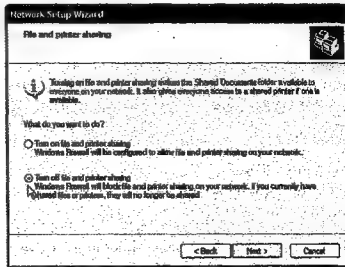 Network Setup Wizard
File and printer sharing
Turning on file and printer sharing makes the Shared Documents folder available to
everyone on your network. It also gives everyone access to a shared printer if one is
available.
What do you want to do?
Turn on file and printer sharing
Windows Firewall will be configured to allow file and printer sharing on your network.
Turn off file and printer sharing
Windows Firewall will block file and printer sharing on your network. If you currently have
shared files or printers, they will no longer be shared.
< Back
Next >
Cancel